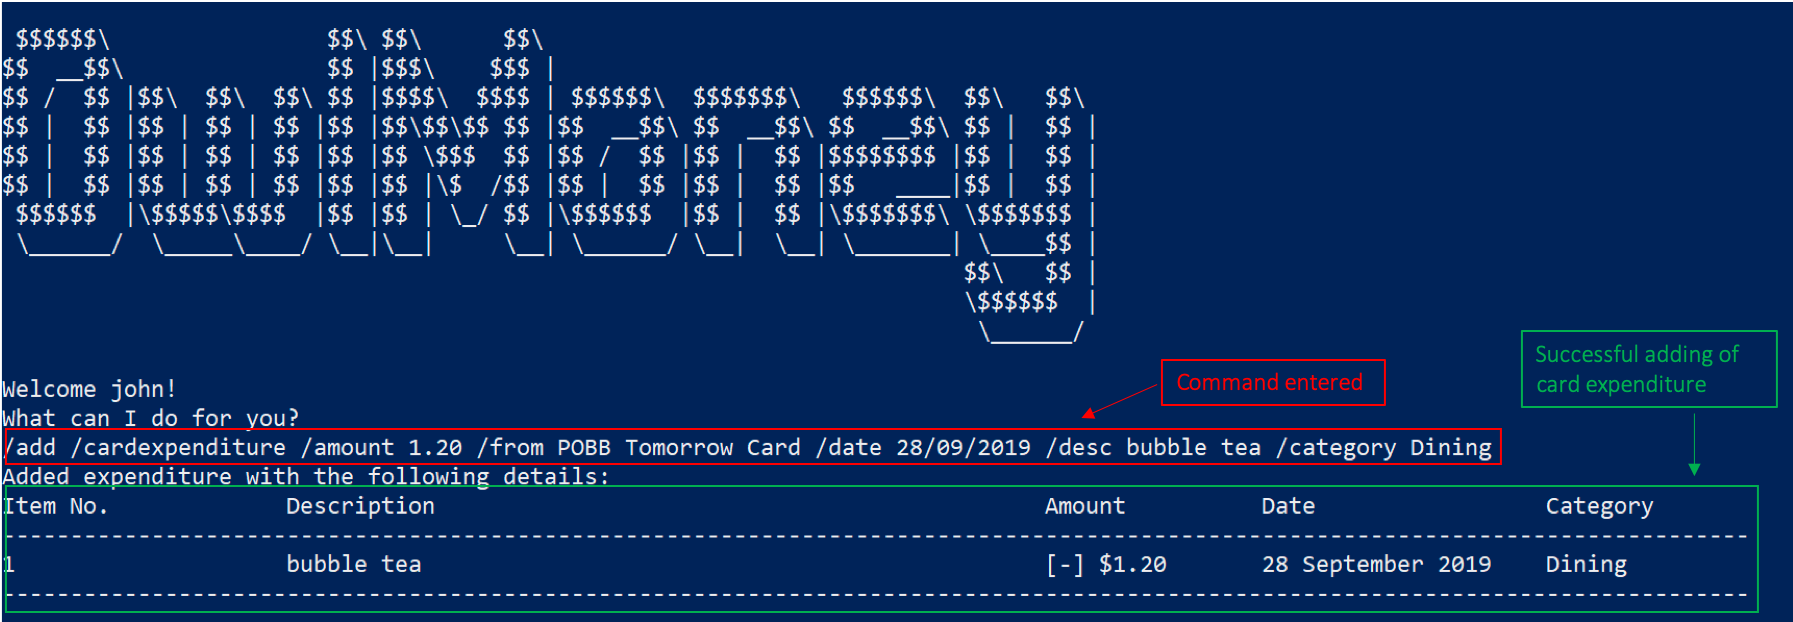 $$$$$$\                $$\ $$\      $$\
$$  __$$\               $$ |$$$\    $$$ |
$$ /  $$ |$$\  $$\  $$\ $$ |$$$$\  $$$$ | $$$$$$\  $$$$$$$\   $$$$$$\  $$\   $$\
$$ |  $$ |$$ | $$ | $$ |$$ |$$\$$\$$ $$ |$$  __$$\ $$  __$$\ $$  __$$\ $$ |  $$ |
$$ |  $$ |$$ | $$ | $$ |$$ |$$ \$$$  $$ |$$ /  $$ |$$ |  $$ |$$$$$$$$ |$$ |  $$ |
$$ |  $$ |$$ | $$ | $$ |$$ |$$ |\$  /$$ |$$ |  $$ |$$ |  $$ |$$   ____|$$ |  $$ |
 $$$$$$  |\$$$$$\$$$$  |$$ |$$ | \_/ $$ |\$$$$$$  |$$ |  $$ |\$$$$$$$\ \$$$$$$$ |
 \______/  \_____\____/ \__|\__|     \__| \______/ \__|  \__| \_______| \____$$ |
                                                                       $$\   $$ |
                                                                       \$$$$$$  |
                                                                        \______/
Successful adding of
card expenditure
Command entered
Welcome john!
What can I do for you?
/add /cardexpenditure /amount 1.20 /from POBB Tomorrow Card /date 28/09/2019 /desc bubble tea /category Dining
Added expenditure with the following details:
Item No. Description Amount Date Category
1 bubble tea [-] $1.20 28 September 2019 Dining